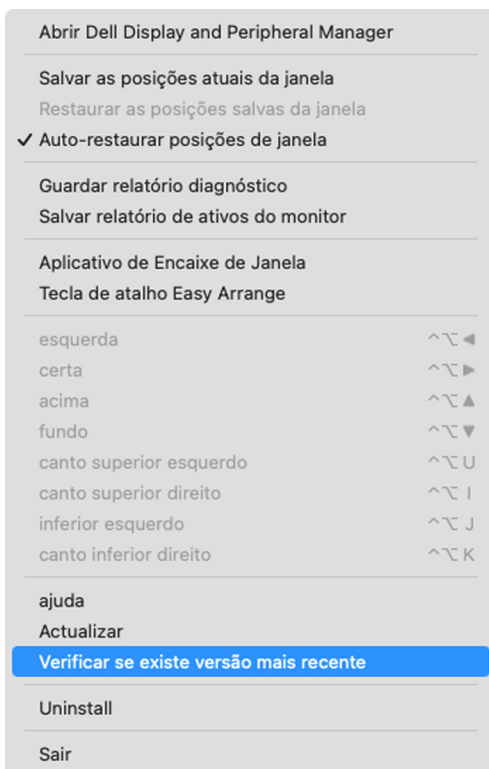 Abrir Dell Display and Peripheral Manager
Salvar as posições atuais da janela
Restaurar as posições salvas da janela
✓ Auto-restaurar posições de janela
Guardar relatório diagnóstico
Salvar relatório de ativos do monitor
Aplicativo de Encaixe de Janela
Tecla de atalho Easy Arrange
esquerda ^⌥◀
certa ^⌥▶
acima ^⌥▲
fundo ^⌥▼
canto superior esquerdo ^⌥ U
canto superior direito ^⌥ I
inferior esquerdo ^⌥ J
canto inferior direito ^⌥ K
ajuda
Actualizar
Verificar se existe versão mais recente
Uninstall
Sair